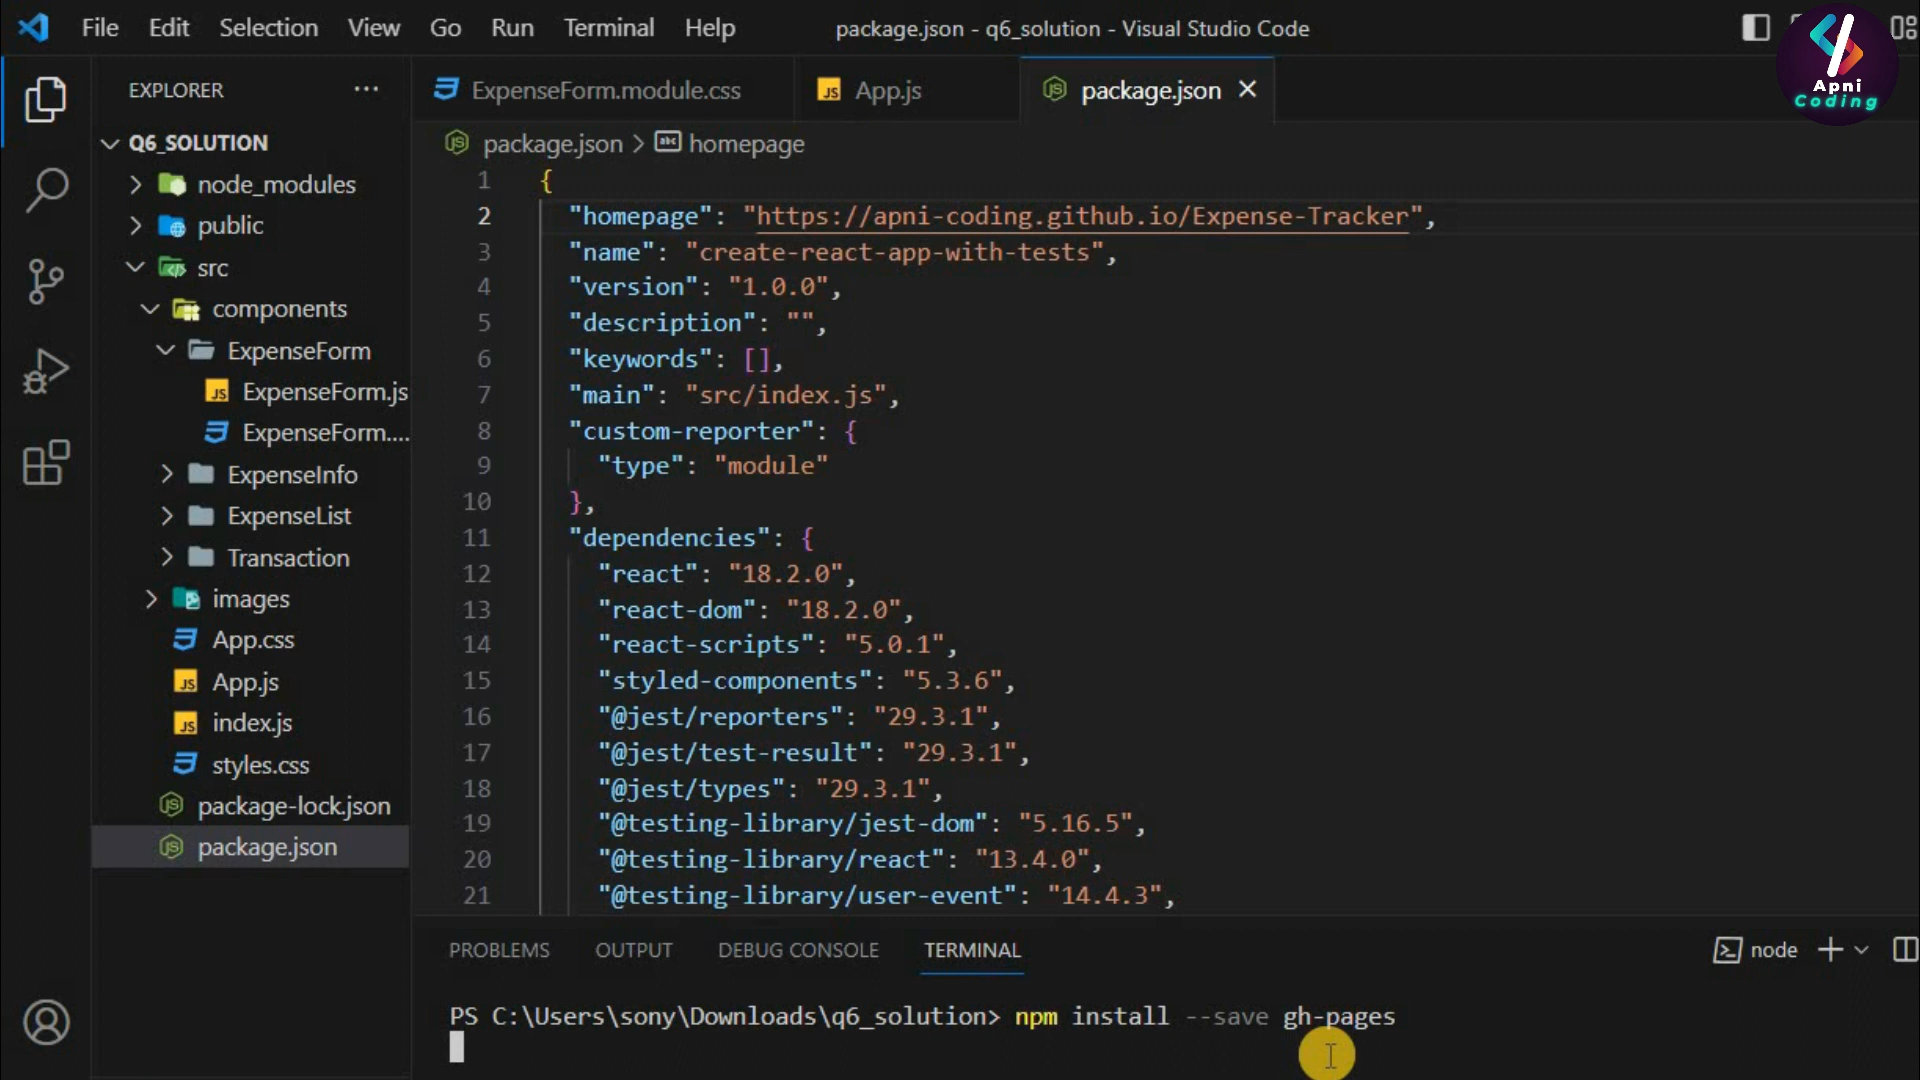 File Edit Selection View Go Run Terminal Help
package.json - q6_solution - Visual Studio Code
Apni
Coding
EXPLORER
Q6_SOLUTION
node_modules
public
src
components
ExpenseForm
ExpenseForm.js
ExpenseForm....
ExpenseInfo
ExpenseList
Transaction
images
App.css
App.js
index.js
styles.css
package-lock.json
package.json
ExpenseForm.module.css App.js package.json
package.json > homepage
1 {
2 "homepage": "https://apni-coding.github.io/Expense-Tracker",
3 "name": "create-react-app-with-tests",
4 "version": "1.0.0",
5 "description": "",
6 "keywords": [],
7 "main": "src/index.js",
8 "custom-reporter": {
9 "type": "module"
10 },
11 "dependencies": {
12 "react": "18.2.0",
13 "react-dom": "18.2.0",
14 "react-scripts": "5.0.1",
15 "styled-components": "5.3.6",
16 "@jest/reporters": "29.3.1",
17 "@jest/test-result": "29.3.1",
18 "@jest/types": "29.3.1",
19 "@testing-library/jest-dom": "5.16.5",
20 "@testing-library/react": "13.4.0",
21 "@testing-library/user-event": "14.4.3",
PROBLEMS OUTPUT DEBUG CONSOLE TERMINAL
node
PS C:\Users\sony\Downloads\q6_solution> npm install --save gh-pages